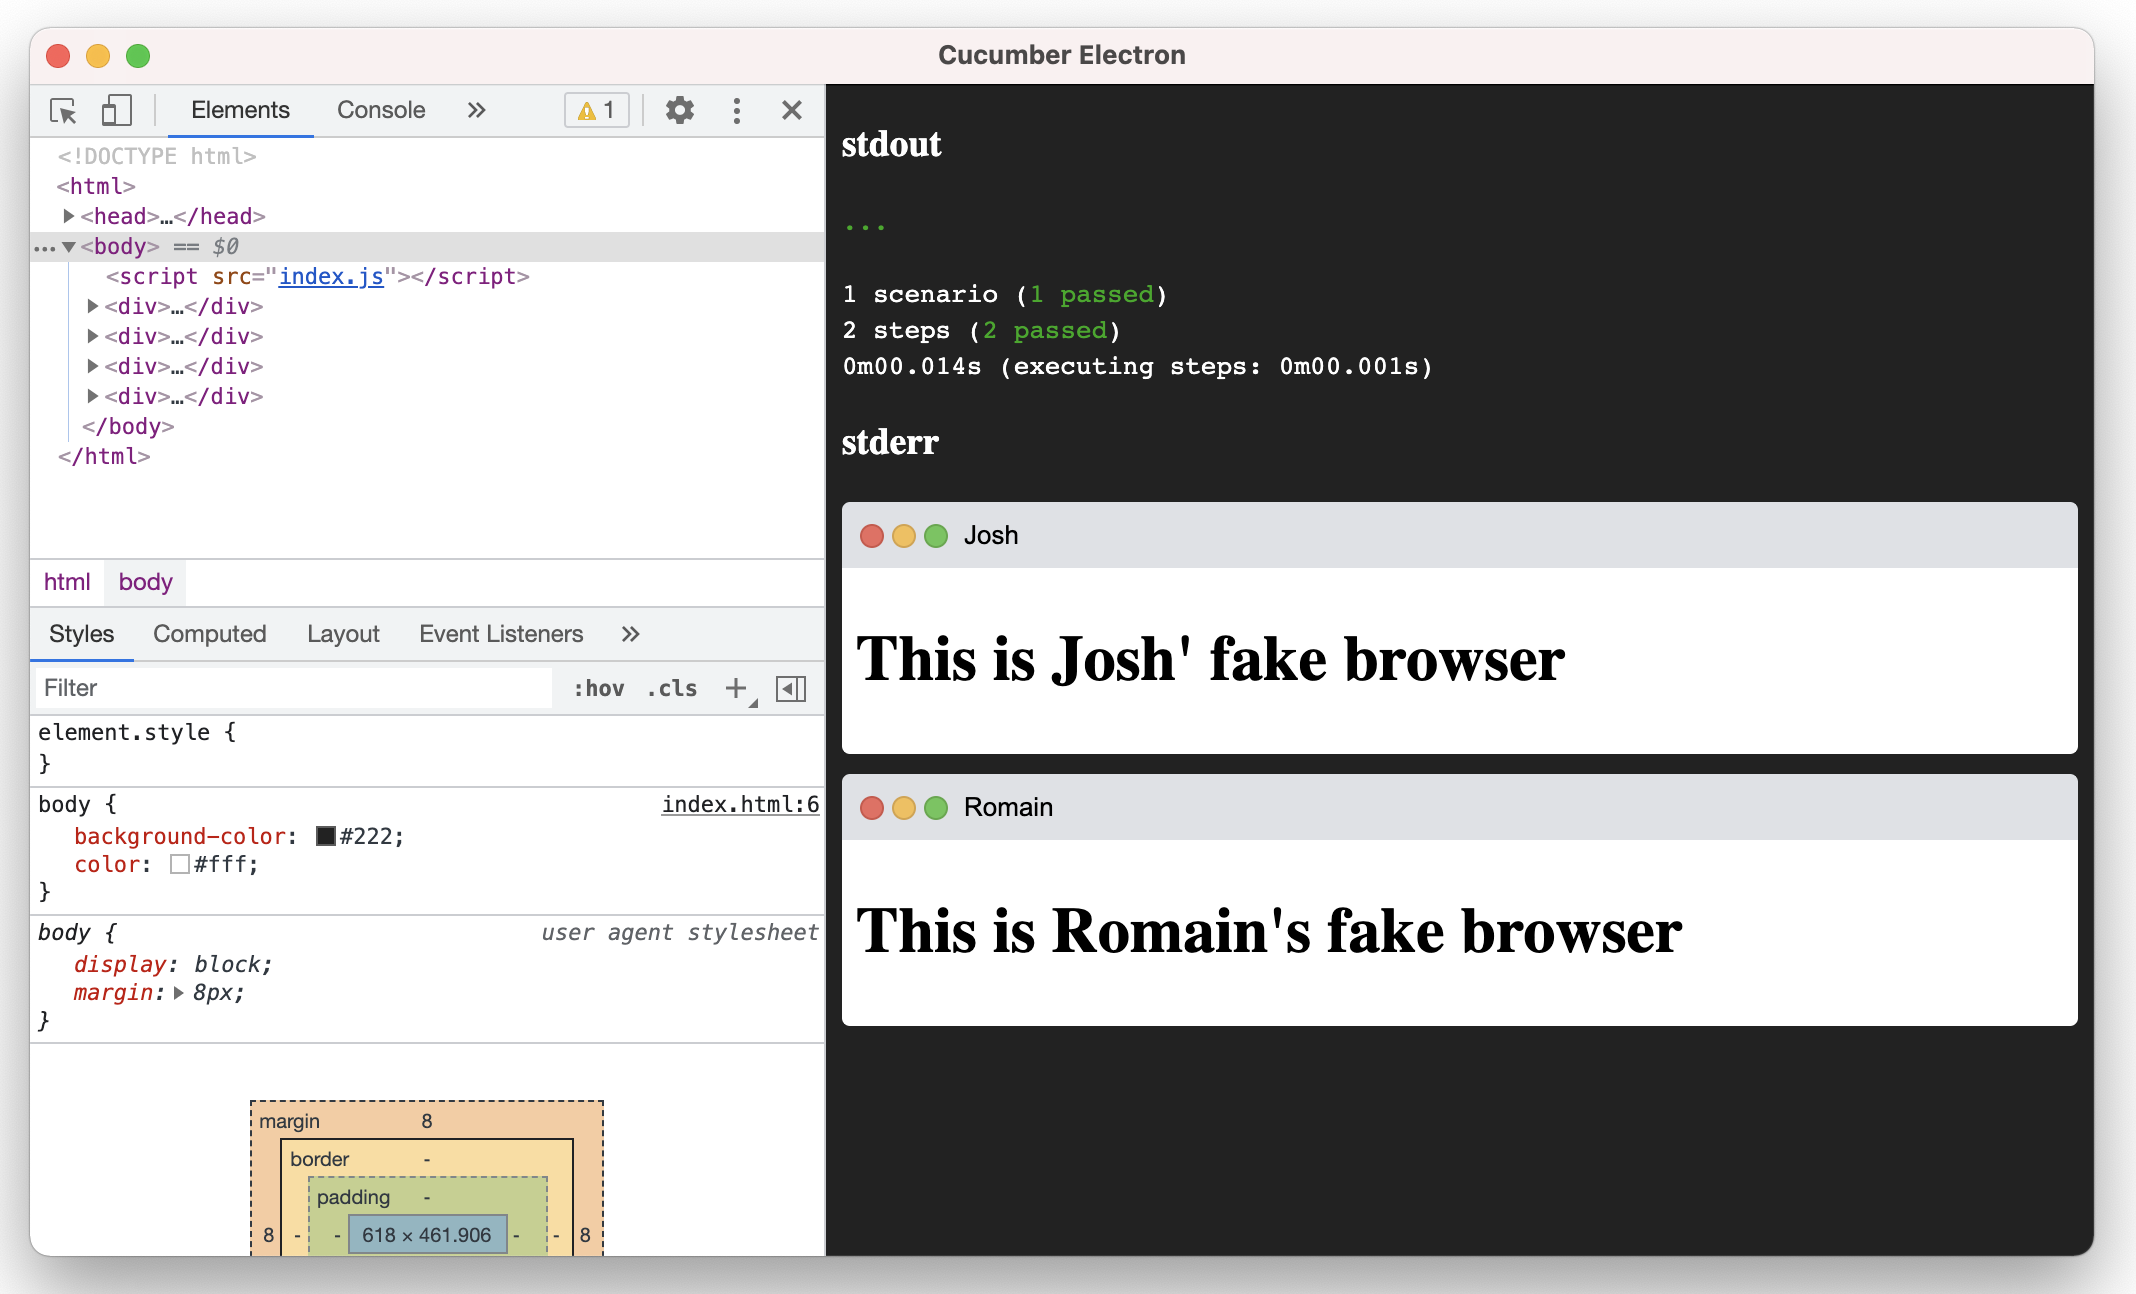 Cucumber Electron
Elements Console » 1
<!DOCTYPE html>
<html>
<head>…</head>
<body> == $0
<script src="index.js"></script>
<div>…</div>
<div>…</div>
<div>…</div>
<div>…</div>
</body>
</html>
html body
Styles Computed Layout Event Listeners »
Filter :hov .cls +
element.style {
}
body { index.html:6
background-color: #222;
color: #fff;
}
body { user agent stylesheet
display: block;
margin: 8px;
}
margin 8
border -
padding -
8 - - 618 × 461.906 - - 8
stdout
...
1 scenario (1 passed)
2 steps (2 passed)
0m00.014s (executing steps: 0m00.001s)
stderr
Josh
This is Josh' fake browser
Romain
This is Romain's fake browser